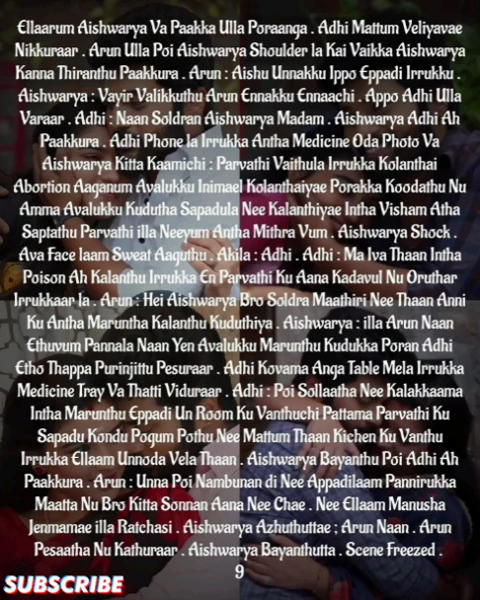 Ellaarum Aishwarya Va Paakka Ulla Poraanga . Adhi Mattum Veliyavae
Nikkuraar . Arun Ulla Poi Aishwarya Shoulder la Kai Vaikka Aishwarya
Kanna Thiranthu Paakkura . Arun : Aishu Unnakku Ippo Eppadi Irrukku .
Aishwarya : Vayir Valikkuthu Arun Ennakku Ennaachi . Appo Adhi Ulla
Varaar . Adhi : Naan Soldran Aishwarya Madam . Aishwarya Adhi Ah
Paakkura . Adhi Phone la Irrukka Antha Medicine Oda Photo Va
Aishwarya Kitta Kaamichi : Parvathi Vaithula Irrukka Kolanthai
Abortion Aaganum Avalukku Inimael Kolanthaiyae Porakka Koodathu Nu
Amma Avalukku Kudutha Sapadula Nee Kalanthiyae Intha Visham Atha
Saptathu Parvathi illa Neeyum Antha Mithra Vum . Aishwarya Shock .
Ava Face laam Sweat Aaguthu . Akila : Adhi . Adhi : Ma Iva Thaan Intha
Poison Ah Kalanthu Irrukka En Parvathi Ku Aana Kadavul Nu Oruthar
Irrukkaar la . Arun : Hei Aishwarya Bro Soldra Maathiri Nee Thaan Anni
Ku Antha Maruntha Kalanthu Kuduthiya . Aishwarya : illa Arun Naan
Ethuvum Pannala Naan Yen Avalukku Marunthu Kudukka Poran Adhi
Etho Thappa Purinjittu Pesuraar . Adhi Kovama Anga Table Mela Irrukka
Medicine Tray Va Thatti Viduraar . Adhi : Poi Sollaatha Nee Kalakkaama
Intha Marunthu Eppadi Un Room Ku Vanthuchi Pattama Parvathi Ku
Sapadu Kondu Pogum Pothu Nee Mattum Thaan Kichen Ku Vanthu
Irrukka Ellaam Unnoda Vela Thaan . Aishwarya Bayanthu Poi Adhi Ah
Paakkura . Arun : Unna Poi Nambunan di Nee Appadilaam Pannirukka
Maatta Nu Bro Kitta Sonnan Aana Nee Chae . Nee Ellaam Manusha
Jenmamae illa Ratchasi . Aishwarya Azhuthuttae : Arun Naan . Arun
Pesaatha Nu Kathuraar . Aishwarya Bayanthutta . Scene Freezed .
9
SUBSCRIBE